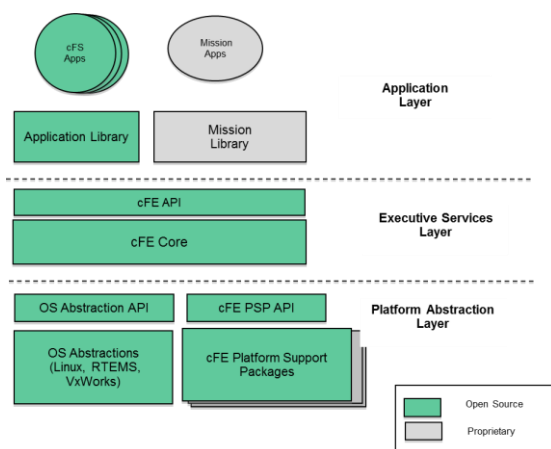 cFS
Apps
Mission
Apps
Application
Layer
Application Library
Mission
Library
cFE API
Executive Services
Layer
cFE Core
OS Abstraction API
cFE PSP API
Platform Abstraction
Layer
OS Abstractions
(Linux, RTEMS,
VxWorks)
cFE Platform Support
Packages
Open Source
Proprietary